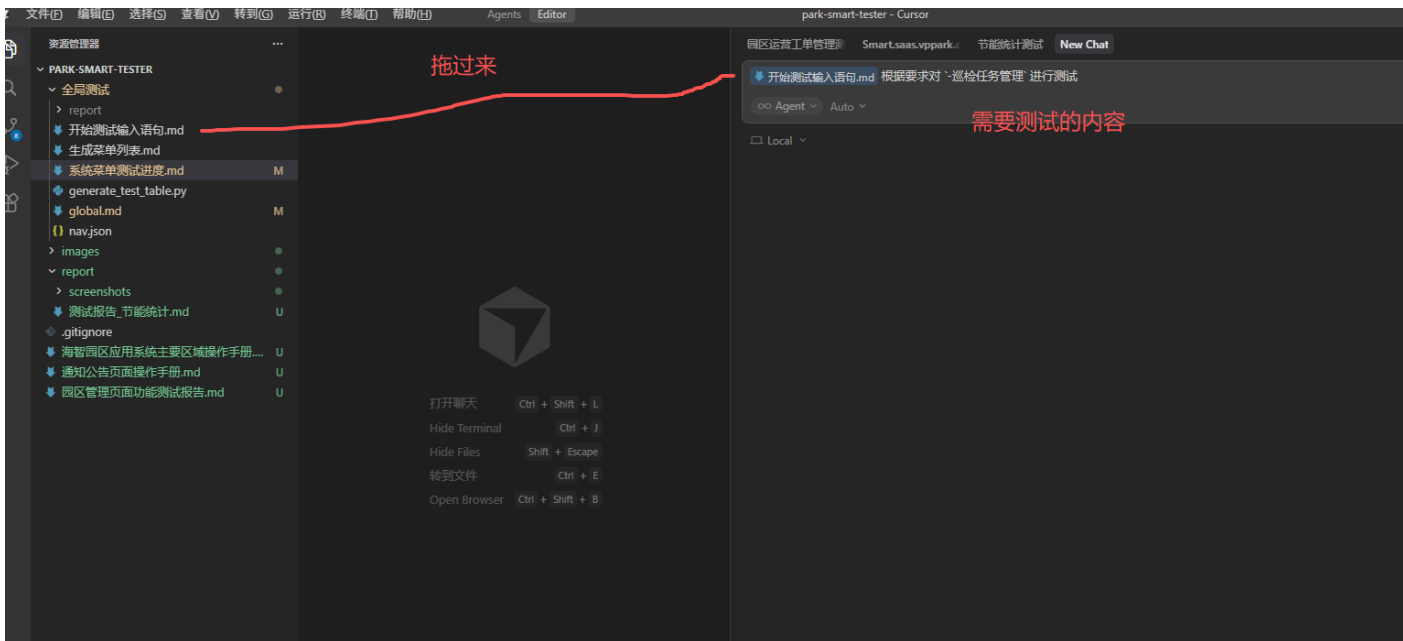 文件(F) 编辑(E) 选择(S) 查看(V) 转到(G) 运行(R) 终端(T) 帮助(H) Agents Editor park-smart-tester - Cursor
资源管理器 ...
PARK-SMART-TESTER
全局测试
report
开始测试输入语句.md
生成菜单列表.md
系统菜单测试进度.md M
generate_test_table.py
global.md M
nav.json
images
report
screenshots
测试报告_节能统计.md U
.gitignore
海智园区应用系统主要区域操作手册.... U
通知公告页面操作手册.md U
园区管理页面功能测试报告.md U
8
拖过来
打开聊天 Ctrl + Shift + L
Hide Terminal Ctrl + J
Hide Files Shift + Escape
转到文件 Ctrl + E
Open Browser Ctrl + Shift + B
园区运营工单管理 Smart.saas.vppark. 节能统计测试 New Chat
开始测试输入语句.md 根据要求对 `-巡检任务管理` 进行测试
Agent Auto
需要测试的内容
Local